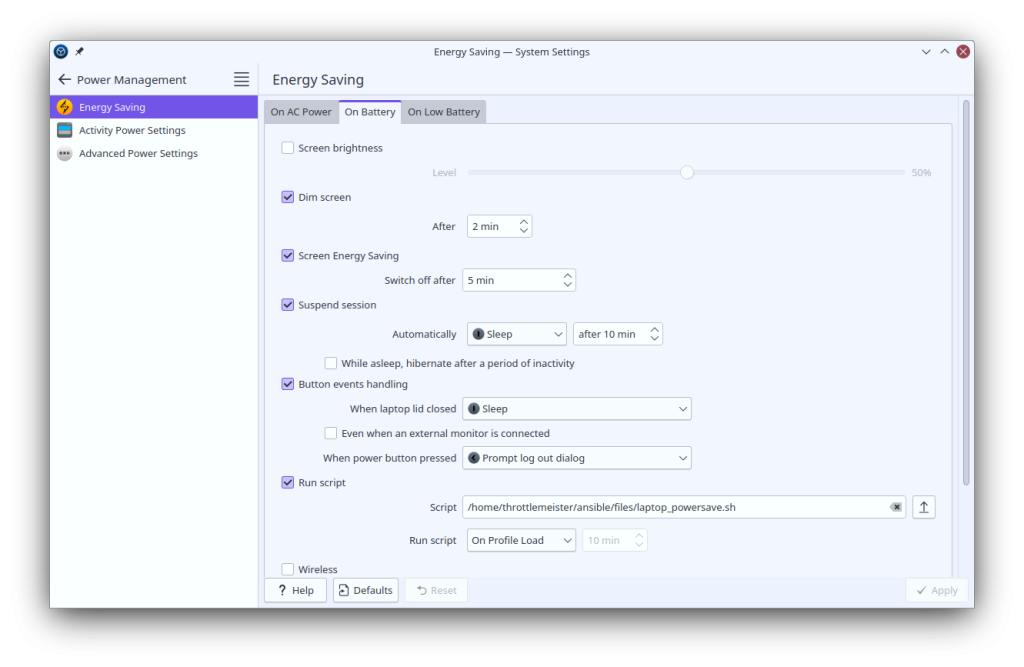 Energy Saving — System Settings
Power Management
Energy Saving
Energy Saving
Activity Power Settings
Advanced Power Settings
On AC Power On Battery On Low Battery
Screen brightness
Level 50%
Dim screen
After 2 min
Screen Energy Saving
Switch off after 5 min
Suspend session
Automatically Sleep after 10 min
While asleep, hibernate after a period of inactivity
Button events handling
When laptop lid closed Sleep
Even when an external monitor is connected
When power button pressed Prompt log out dialog
Run script
Script /home/throttlemeister/ansible/files/laptop_powersave.sh
Run script On Profile Load 10 min
Wireless
? Help Defaults Reset Apply